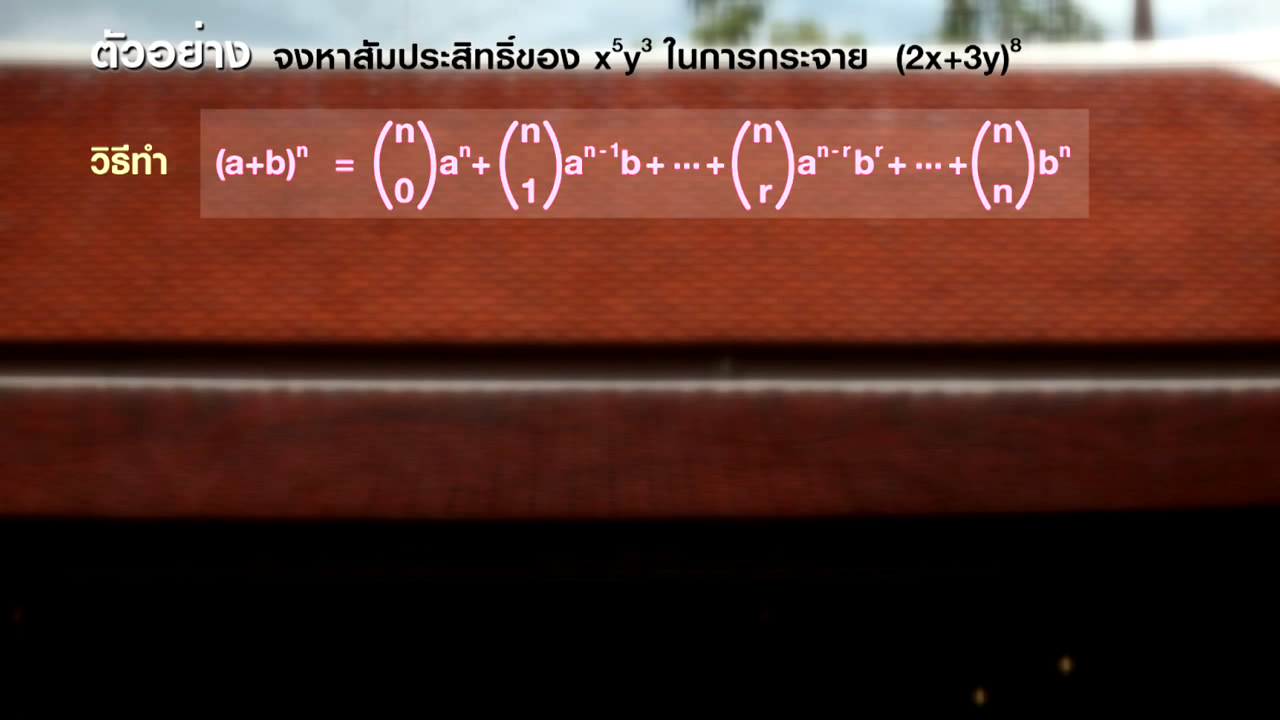 ตัวอย่าง จงหาสัมประสิทธิ์ของ x⁵y³ ในการกระจาย (2x+3y)⁸
วิธีทำ (a+b)ⁿ = (n 0)aⁿ + (n 1)aⁿ⁻¹b + ... + (n r)aⁿ⁻ʳbʳ + ... + (n n)bⁿ